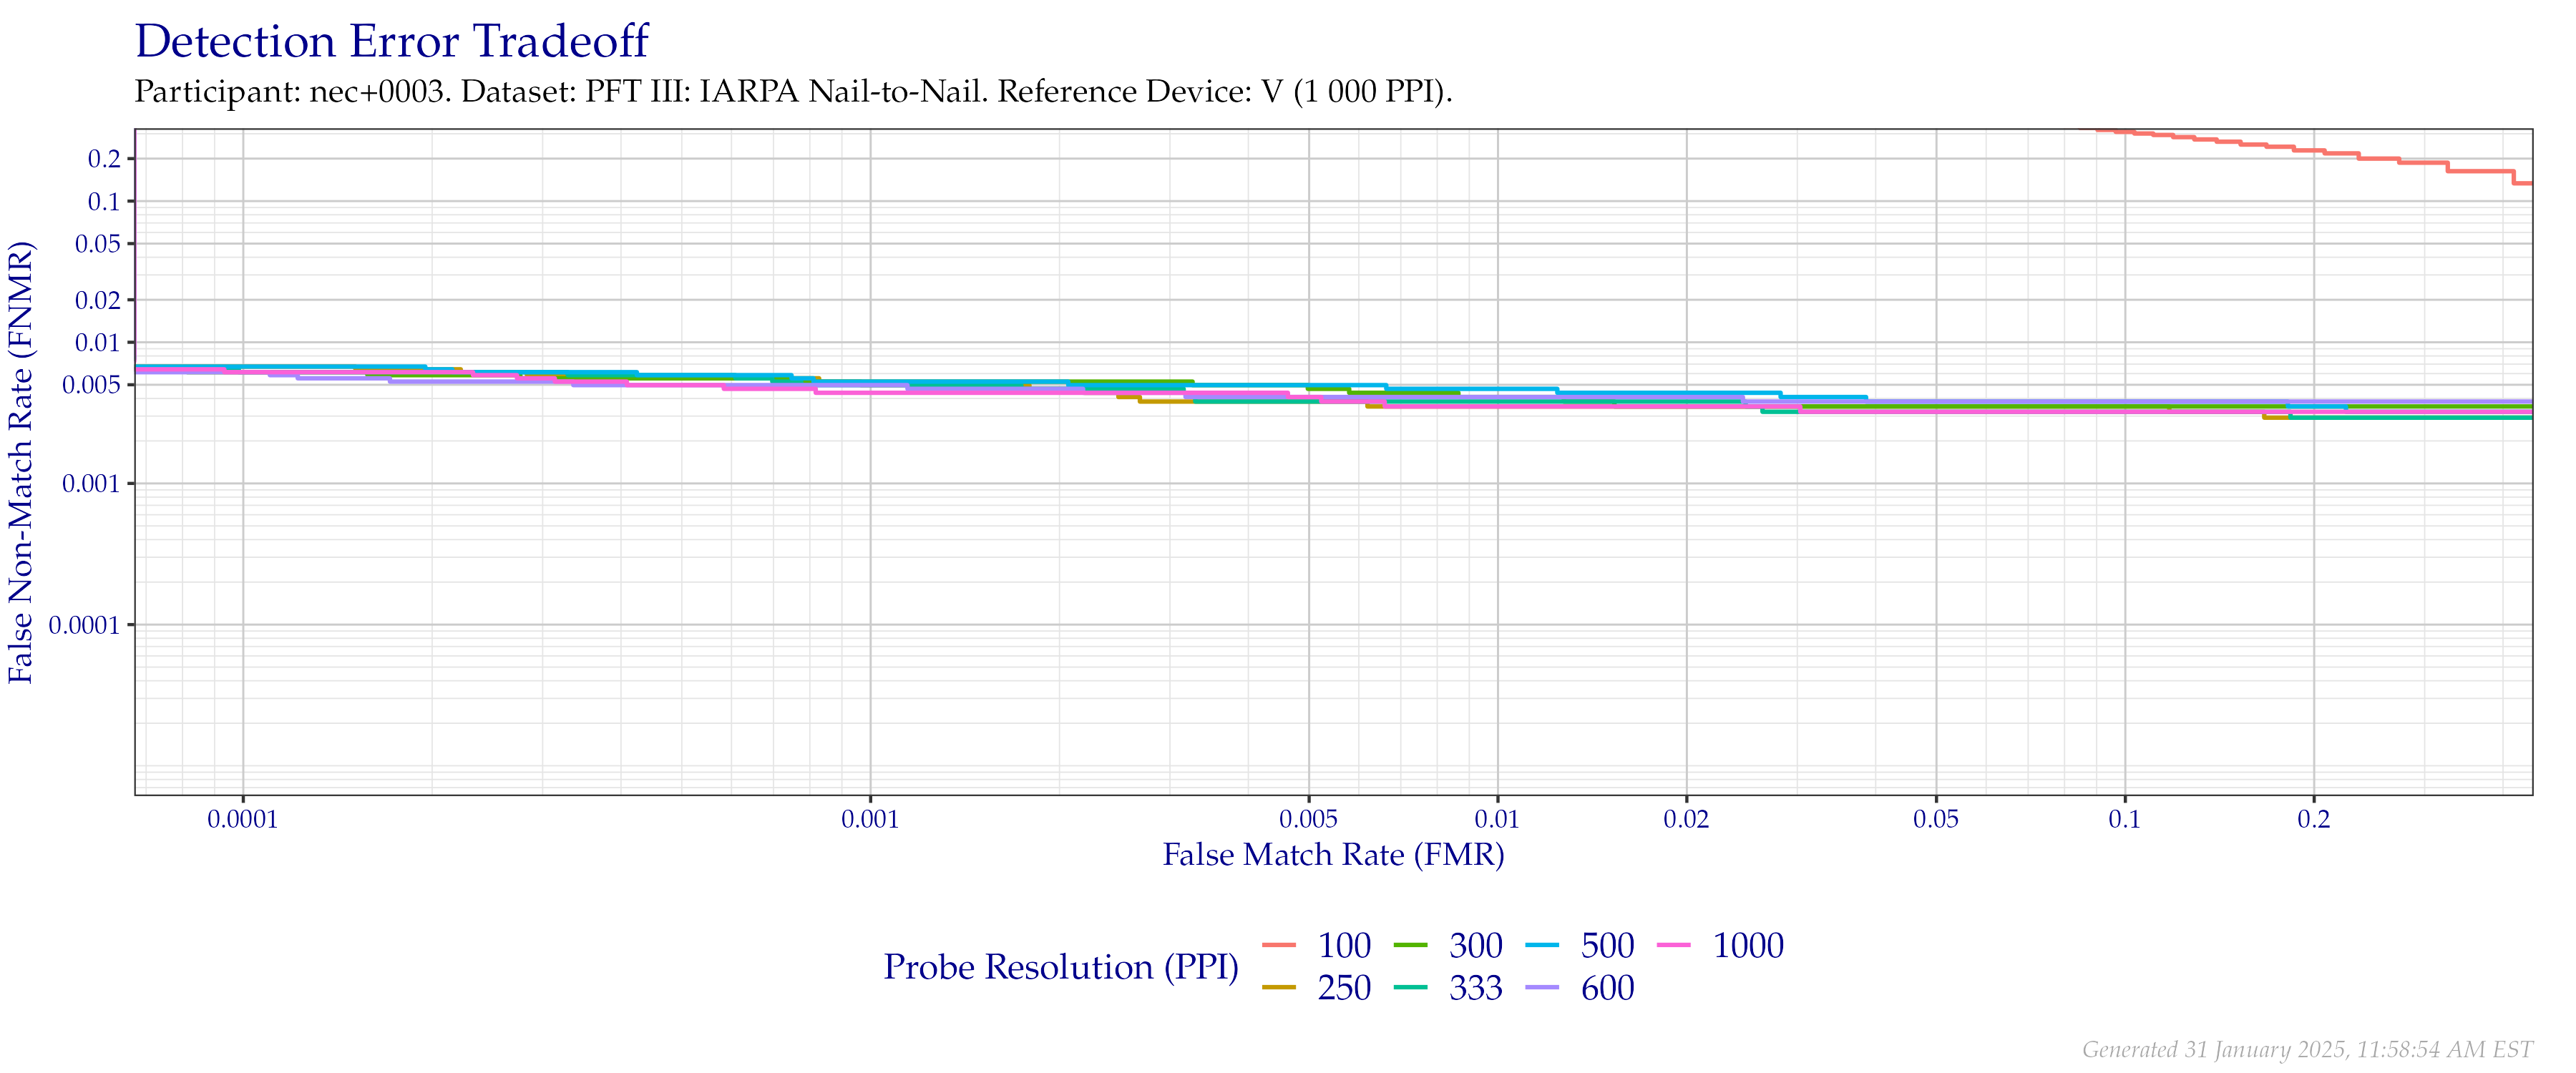 Detection Error Tradeoff
Participant: nec+0003. Dataset: PFT III: IARPA Nail-to-Nail. Reference Device: V (1 000 PPI).
False Non-Match Rate (FNMR)
0.2
0.1
0.05
0.02
0.01
0.005
0.001
0.0001
0.0001 0.001 0.005 0.01 0.02 0.05 0.1 0.2
False Match Rate (FMR)
Probe Resolution (PPI)
100 300 500 1000
250 333 600
Generated 31 January 2025, 11:58:54 AM EST